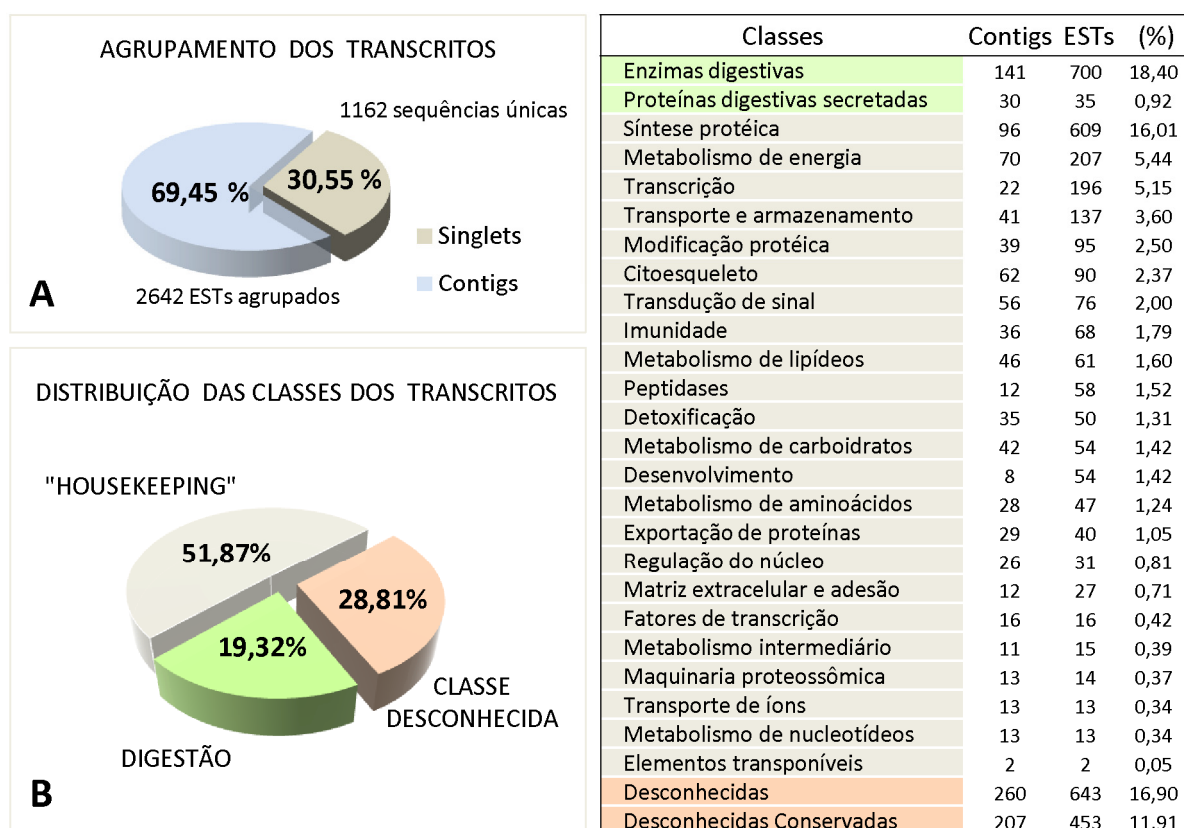 AGRUPAMENTO DOS TRANSCRITOS
1162 sequências únicas
69,45 %
30,55 %
Singlets
Contigs
2642 ESTs agrupados
A
DISTRIBUIÇÃO DAS CLASSES DOS TRANSCRITOS
"HOUSEKEEPING"
51,87%
28,81%
19,32%
CLASSE
DESCONHECIDA
DIGESTÃO
B
Classes Contigs ESTs (%)
Enzimas digestivas 141 700 18,40
Proteínas digestivas secretadas 30 35 0,92
Síntese protéica 96 609 16,01
Metabolismo de energia 70 207 5,44
Transcrição 22 196 5,15
Transporte e armazenamento 41 137 3,60
Modificação protéica 39 95 2,50
Citoesqueleto 62 90 2,37
Transdução de sinal 56 76 2,00
Imunidade 36 68 1,79
Metabolismo de lipídeos 46 61 1,60
Peptidases 12 58 1,52
Detoxificação 35 50 1,31
Metabolismo de carboidratos 42 54 1,42
Desenvolvimento 8 54 1,42
Metabolismo de aminoácidos 28 47 1,24
Exportação de proteínas 29 40 1,05
Regulação do núcleo 26 31 0,81
Matriz extracelular e adesão 12 27 0,71
Fatores de transcrição 16 16 0,42
Metabolismo intermediário 11 15 0,39
Maquinaria proteossômica 13 14 0,37
Transporte de íons 13 13 0,34
Metabolismo de nucleotídeos 13 13 0,34
Elementos transponíveis 2 2 0,05
Desconhecidas 260 643 16,90
Desconhecidas Conservadas 207 453 11,91